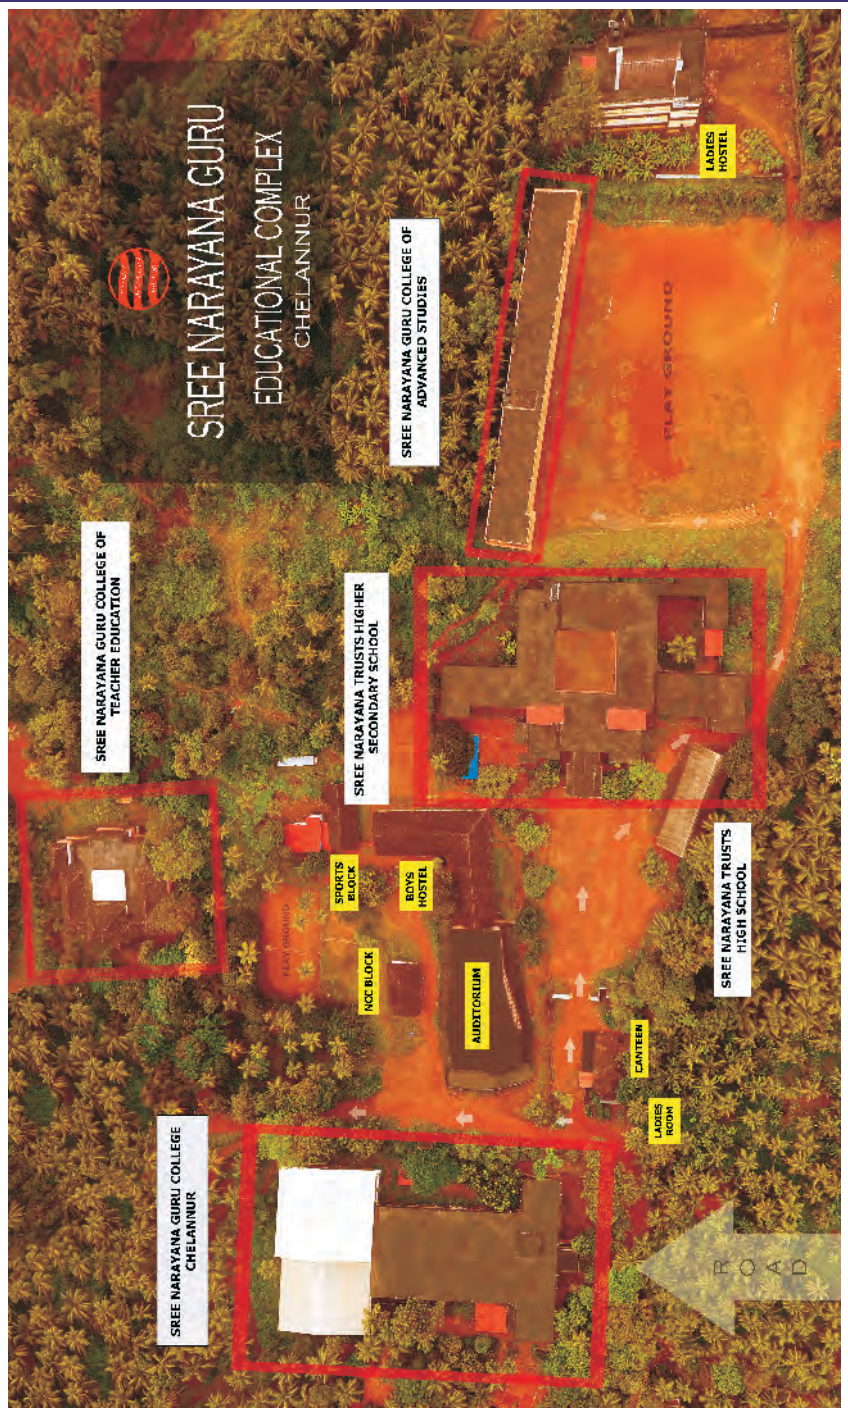 SREE NARAYANA GURU COLLEGE OF
TEACHER EDUCATION
SREE NARAYANA GURU
EDUCATIONAL COMPLEX
CHELANNUR
SREE NARAYANA GURU COLLEGE
CHELANNUR
PLAY GROUND
SPORTS
BLOCK
NCC BLOCK
SREE NARAYANA TRUSTS HIGHER
SECONDARY SCHOOL
SREE NARAYANA GURU COLLEGE OF
ADVANCED STUDIES
BOYS
HOSTEL
AUDITORIUM
CANTEEN
LADIES
ROOM
PLAY GROUND
LADIES
HOSTEL
SREE NARAYANA TRUSTS
HIGH SCHOOL
ROAD